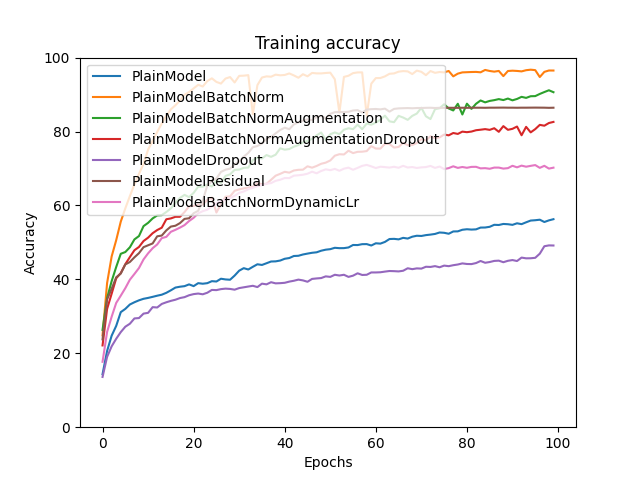 Training accuracy
100
80
60
40
20
0
Accuracy
PlainModel
PlainModelBatchNorm
PlainModelBatchNormAugmentation
PlainModelBatchNormAugmentationDropout
PlainModelDropout
PlainModelResidual
PlainModelBatchNormDynamicLr
0 20 40 60 80 100
Epochs